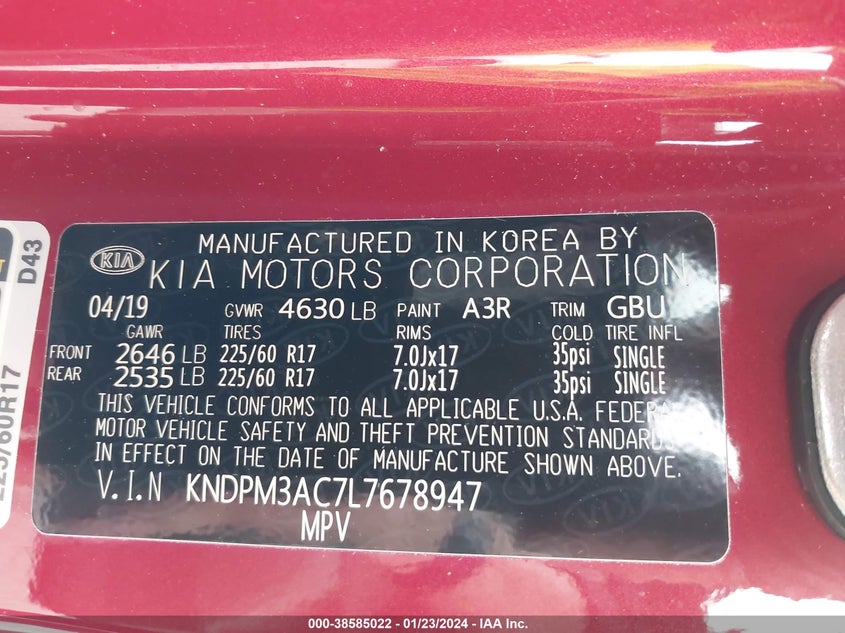 MANUFACTURED IN KOREA BY
KIA KIA MOTORS CORPORATION
04/19 GVWR 4630 LB PAINT A3R TRIM GBU
GAWR TIRES RIMS COLD TIRE INFL
FRONT 2646 LB 225/60 R17 7.0Jx17 35psi SINGLE
REAR 2535 LB 225/60 R17 7.0Jx17 35psi SINGLE
THIS VEHICLE CONFORMS TO ALL APPLICABLE U.S.A. FEDERAL
MOTOR VEHICLE SAFETY AND THEFT PREVENTION STANDARDS
IN EFFECT ON THE DATE OF MANUFACTURE SHOWN ABOVE.
V.I.N KNDPM3AC7L7678947
MPV
D43
225/60R17
000-38585022 - 01/23/2024 - IAA Inc.